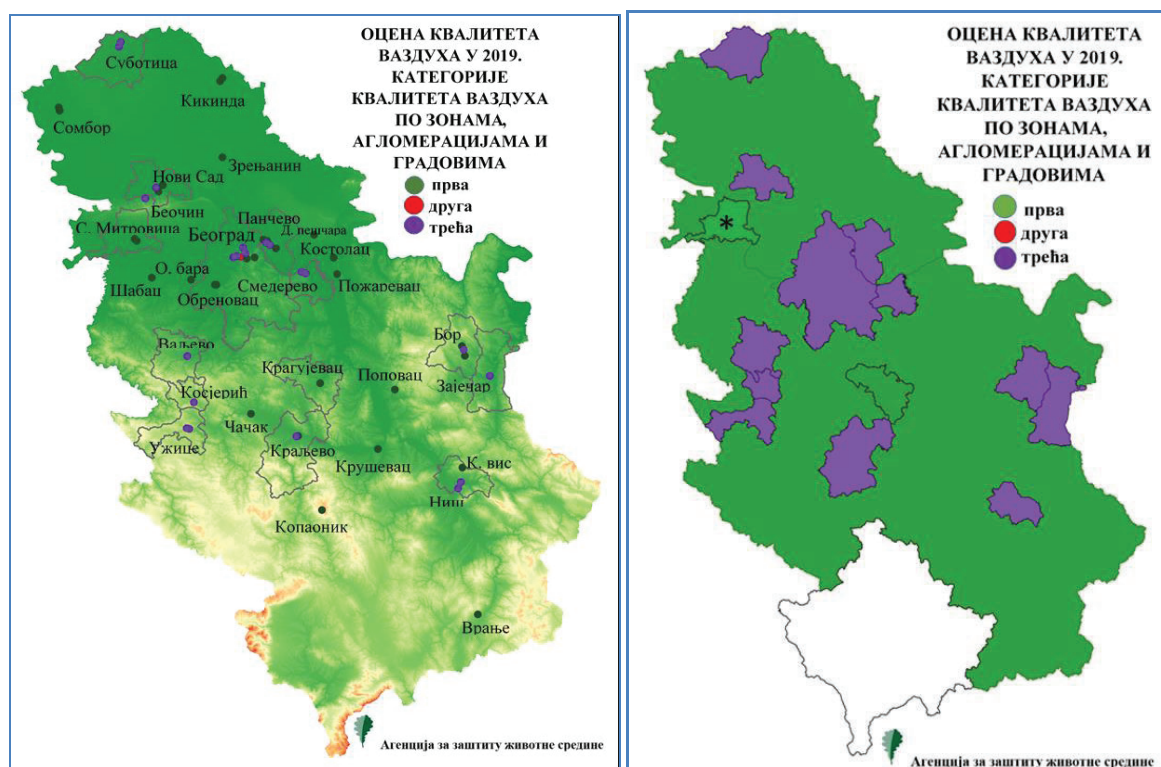 ОЦЕНА КВАЛИТЕТА
ВАЗДУХА У 2019.
КАТЕГОРИЈЕ
КВАЛИТЕТА ВАЗДУХА
ПО ЗОНАМА,
АГЛОМЕРАЦИЈАМА И
ГРАДОВИМА
прва
друга
трећа
Суботица
Кикинда
Сомбор
Зрењанин
Нови Сад
Беочин
С. Митровица
Панчево
Београд
Д. пешчара
Костолац
О. бара
Шабац
Обреновац
Смедерево
Пожаревац
Ваљево
Бор
Крагујевац
Поповац
Зајечар
Косјерић
Чачак
Ужице
Краљево
Крушевац
К. вис
Ниш
Копаоник
Врање
Агенција за заштиту животне средине
ОЦЕНА КВАЛИТЕТА
ВАЗДУХА У 2019.
КАТЕГОРИЈЕ
КВАЛИТЕТА ВАЗДУХА
ПО ЗОНАМА,
АГЛОМЕРАЦИЈАМА И
ГРАДОВИМА
прва
друга
трећа
*
Агенција за заштиту животне средине